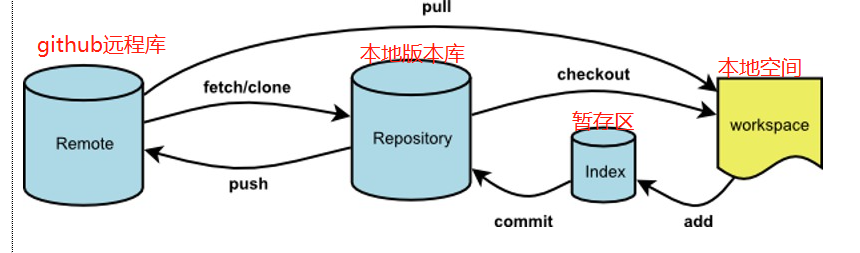 pull
github远程库
本地版本库
本地空间
fetch/clone
checkout
暂存区
Remote
Repository
workspace
Index
push
commit
add